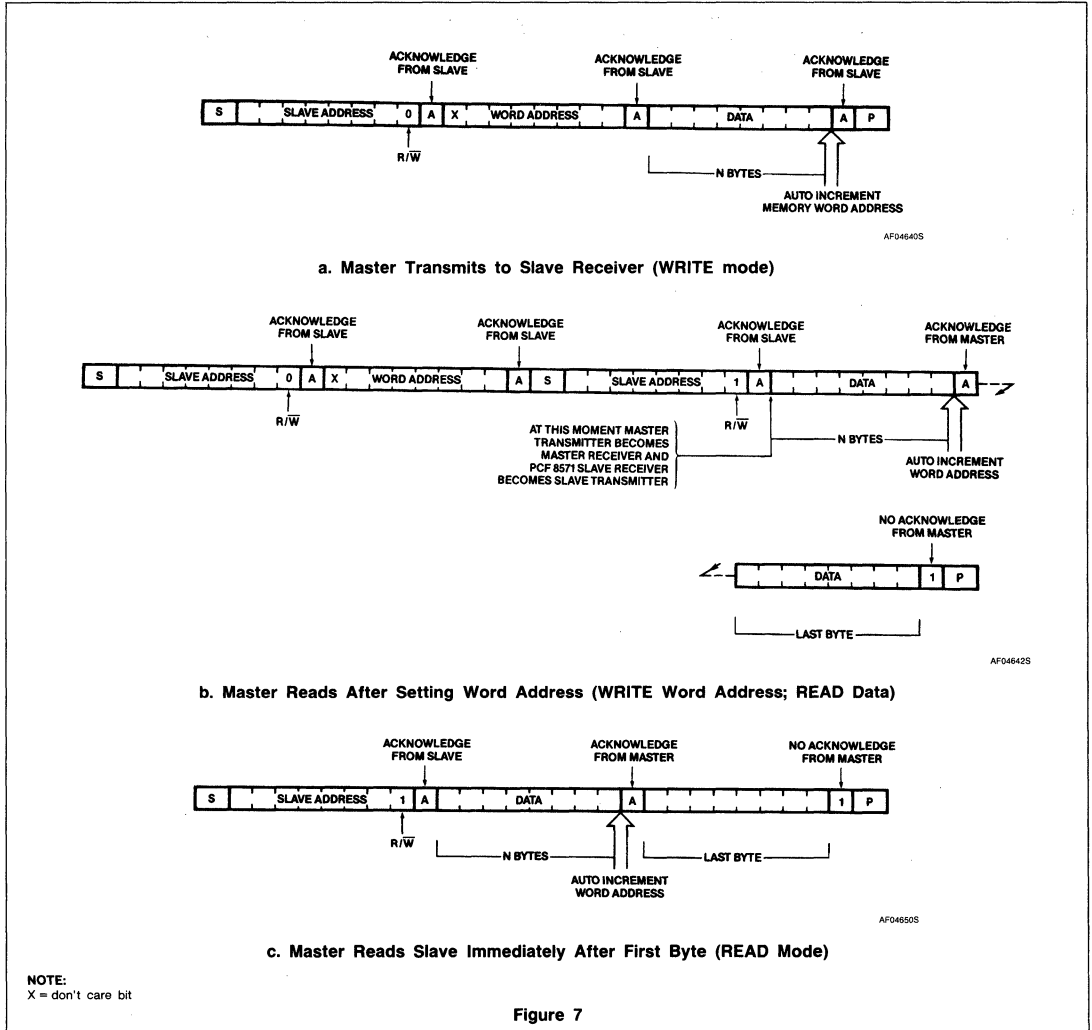 ACKNOWLEDGE FROM SLAVE
ACKNOWLEDGE FROM SLAVE
ACKNOWLEDGE FROM SLAVE
S SLAVE ADDRESS 0 A X WORD ADDRESS A DATA A P
R/W̅
N BYTES
AUTO INCREMENT
MEMORY WORD ADDRESS
AF04640S
a. Master Transmits to Slave Receiver (WRITE mode)
ACKNOWLEDGE FROM SLAVE
ACKNOWLEDGE FROM SLAVE
ACKNOWLEDGE FROM SLAVE
ACKNOWLEDGE FROM MASTER
S SLAVE ADDRESS 0 A X WORD ADDRESS A S SLAVE ADDRESS 1 A DATA A
R/W̅
R/W̅
AT THIS MOMENT MASTER
TRANSMITTER BECOMES
MASTER RECEIVER AND
PCF 8571 SLAVE RECEIVER
BECOMES SLAVE TRANSMITTER
N BYTES
AUTO INCREMENT
WORD ADDRESS
NO ACKNOWLEDGE
FROM MASTER
DATA 1 P
LAST BYTE
AF04642S
b. Master Reads After Setting Word Address (WRITE Word Address; READ Data)
ACKNOWLEDGE FROM SLAVE
ACKNOWLEDGE FROM MASTER
NO ACKNOWLEDGE FROM MASTER
S SLAVE ADDRESS 1 A DATA A 1 P
R/W̅
N BYTES
LAST BYTE
AUTO INCREMENT
WORD ADDRESS
AF04650S
c. Master Reads Slave Immediately After First Byte (READ Mode)
NOTE:
X = don't care bit
Figure 7